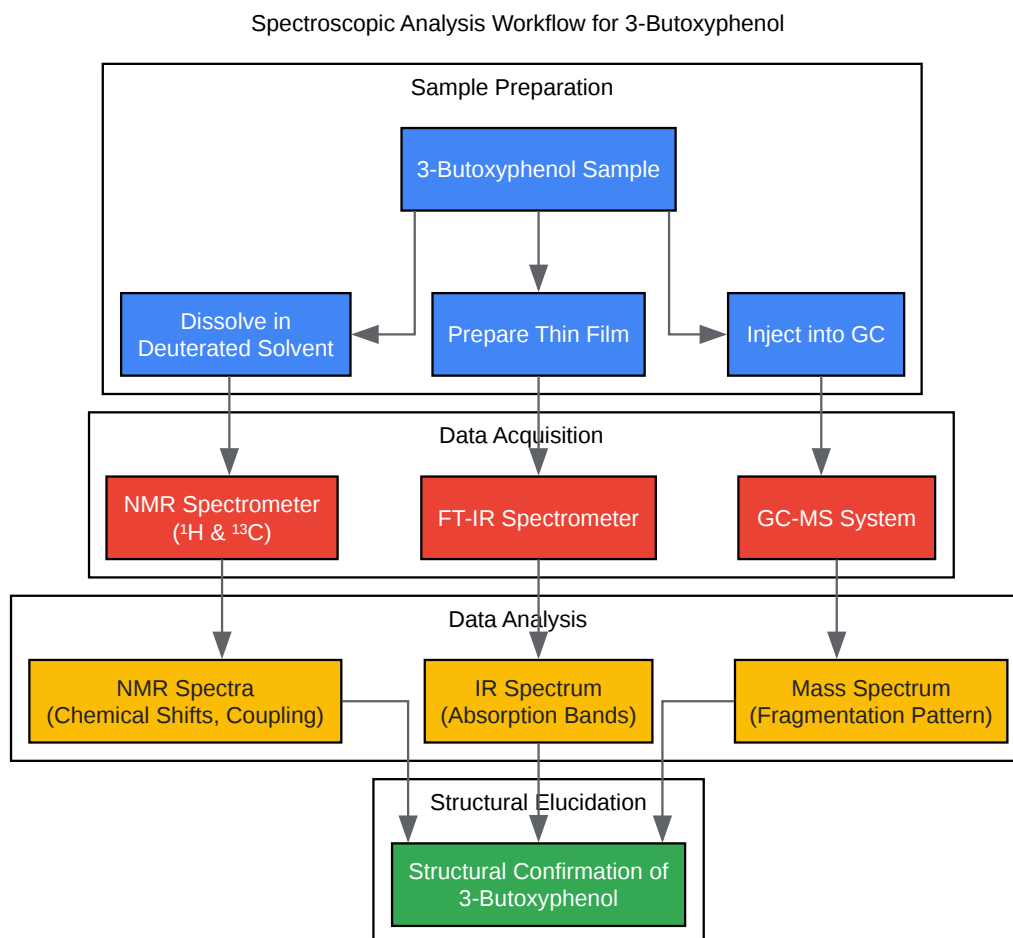 Spectroscopic Analysis Workflow for 3-Butoxyphenol
Sample Preparation
3-Butoxyphenol Sample
Dissolve in
Deuterated Solvent
Prepare Thin Film
Inject into GC
Data Acquisition
NMR Spectrometer
(¹H & ¹³C)
FT-IR Spectrometer
GC-MS System
Data Analysis
NMR Spectra
(Chemical Shifts, Coupling)
IR Spectrum
(Absorption Bands)
Mass Spectrum
(Fragmentation Pattern)
Structural Elucidation
Structural Confirmation of
3-Butoxyphenol